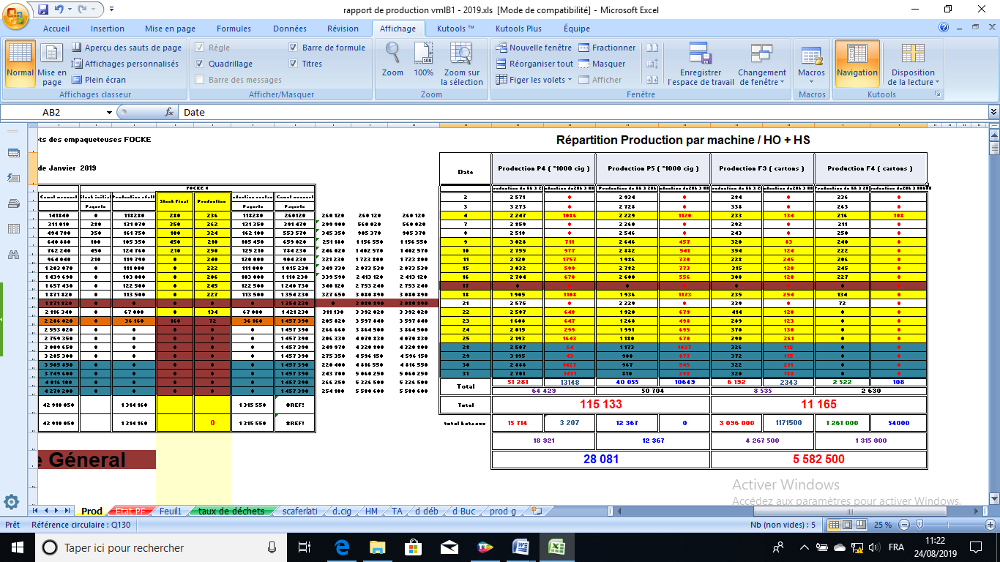 rapport de production vmlB1 - 2019.xls [Mode de compatibilité] - Microsoft Excel
Accueil Insertion Mise en page Formules Données Révision Affichage Kutools ™ Kutools Plus Équipe
Normal Mise en page Aperçu des sauts de page Affichages personnalisés Plein écran
Règle Barre de formule Quadrillage Titres Barre des messages
Zoom 100% Zoom sur la sélection
Nouvelle fenêtre Réorganiser tout Figer les volets Fractionner Masquer Afficher
Enregistrer l'espace de travail Changement de fenêtre Macros Navigation Disposition de la lecture
Affichages classeur Afficher/Masquer Zoom Fenêtre Macros Kutools
AB2 fx Date
ets des empaqueteuses FOCKE
Répartition Production par machine / HO + HS
de Janvier 2019
Date Production P4 ( *1000 cig ) Production P5 ( *1000 cig ) Production F3 ( cartons ) Production F4 ( cartons )
FOCKE 4
Stock Final Production
Paquets Paquets Paquets
141840 0 118280 280 236 118280 260120 260 120 260 120 260 120
311 010 280 131 070 350 262 131 350 391 470 299 900 560 020 560 020
494 780 350 161 750 100 324 162 100 553 570 345 350 905 370 905 370
640 880 100 105 350 450 210 105 450 659 020 251 180 1 156 550 1 156 550
762 240 450 124 760 210 250 125 210 784 230 246 020 1 402 570 1 402 570
964 040 210 119 790 0 240 120 000 904 230 321 230 1 723 800 1 723 800
1 203 070 0 111 000 0 222 111 000 1 015 230 349 730 2 073 530 2 073 530
1 439 690 0 103 000 0 206 103 000 1 118 230 339 590 2 413 120 2 413 120
1 657 430 0 122 500 0 245 122 500 1 240 730 340 120 2 753 240 2 753 240
1 871 820 0 113 500 0 227 113 500 1 354 230 327 650 3 080 890 3 080 890
1 871 820 0 0 0 0 0 1 354 230 0 3 080 890 3 080 890
2 116 340 0 67 000 0 134 67 000 1 421 230 311 130 3 392 020 3 392 020
2 286 020 0 36 160 160 72 36 160 1 457 390 205 820 3 597 840 3 597 840
2 553 020 0 0 0 0 0 1 457 390 266 660 3 864 500 3 864 500
2 759 350 0 0 0 0 0 1 457 390 206 330 4 070 830 4 070 830
3 009 650 0 0 0 0 0 1 457 390 249 970 4 320 800 4 320 800
3 285 300 0 0 0 0 0 1 457 390 275 350 4 596 150 4 596 150
3 505 850 0 0 0 0 0 1 457 390 220 400 4 816 550 4 816 550
3 749 600 0 0 0 0 0 1 457 390 243 700 5 060 250 5 060 250
4 016 100 0 0 0 0 0 1 457 390 266 250 5 326 500 5 326 500
4 270 200 0 0 0 0 0 1 457 390 254 100 5 580 600 5 580 600
42 910 050 1 314 160 1 315 550 #REF!
42 910 050 1 314 160 0 1 315 550 #REF!
e Géneral
2 2 571 0 2 934 0 284 0 236 0
3 3 273 0 2 728 0 338 0 263 0
4 2 247 1086 2 229 1120 233 134 216 108
7 2 859 0 2 260 0 292 0 211 0
8 2 518 0 2 546 0 243 0 250 0
9 3 028 711 2 646 457 320 83 240 0
10 2 755 977 2 882 541 354 124 222 0
11 2 120 1757 1 986 730 228 245 206 0
15 3 032 599 2 782 773 315 120 245 0
16 2 704 678 2 600 556 308 120 227 0
17
18 1 905 1108 1 936 1173 235 254 134 0
21 2 575 0 2 229 0 339 0 72 0
22 2 587 648 1 920 679 414 120 0 0
23 1 608 647 1 268 498 289 123 0 0
24 2 015 299 1 991 695 370 130 0 0
25 2 193 1643 1 180 670 290 261 0 0
28 2 507 54 1 173 1037 326 115 0 0
29 3 195 43 988 877 372 115 0 0
30 2 888 1427 967 545 322 211 0 0
31 2 701 1471 810 298 320 188 0 0
Total 51 281 13148 40 055 10649 6 192 2343 2 522 108
64 429 50 704 8 535 2 630
Total 115 133 11 165
total bataux 15 714 3 207 12 367 0 3 096 000 1171500 1 261 000 54000
18 921 12 367 4 267 500 1 315 000
28 081 5 582 500
Activer Windows
Accédez aux paramètres pour activer Windows.
Prod Etat PF Feuil1 taux de déchets scaferlati d.cig HM TA d déb d Buc prod g
Prêt Référence circulaire : Q130 Nb (non vides) : 5 25 %
Taper ici pour rechercher FRA 11:22
24/08/2019